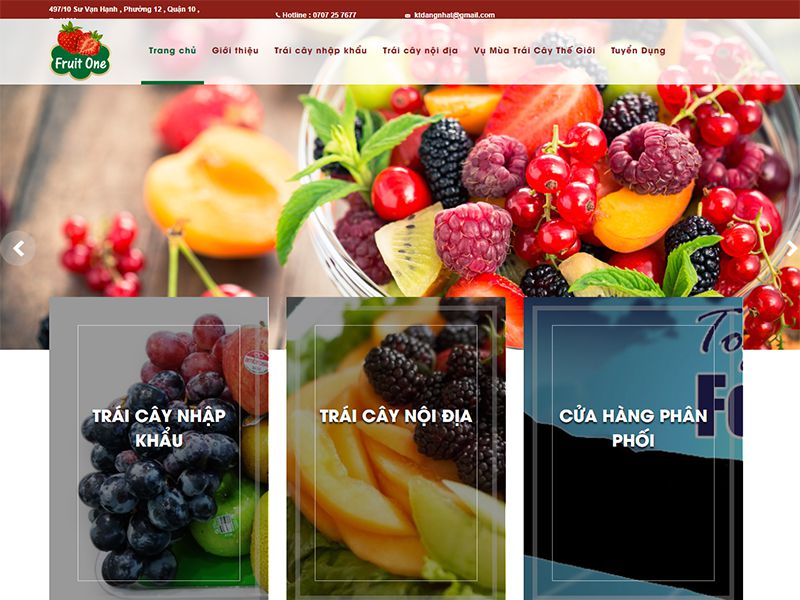 497/10 Sư Vạn Hạnh , Phường 12 , Quận 10 ,
Hotline : 0707 25 7677
ktdangnhat@gmail.com
Fruit One
Trang chủ
Giới thiệu
Trái cây nhập khẩu
Trái cây nội địa
Vụ Mùa Trái Cây Thế Giới
Tuyển Dụng
TRÁI CÂY NHẬP
KHẨU
TRÁI CÂY NỘI ĐỊA
CỬA HÀNG PHÂN
PHỐI